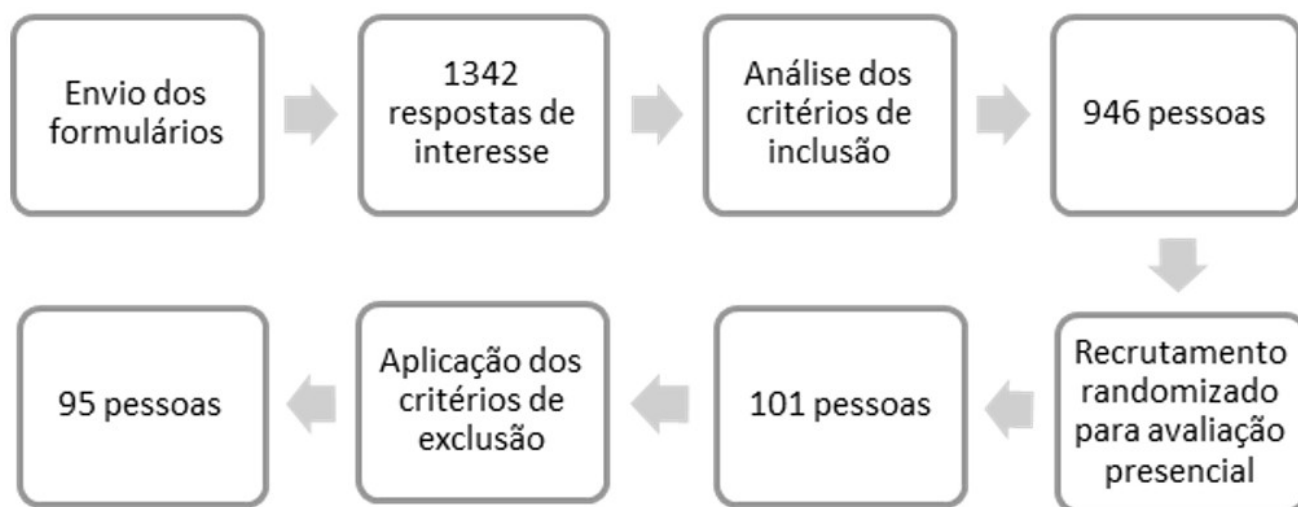 Envio dos
formulários
1342
respostas de
interesse
Análise dos
critérios de
inclusão
946 pessoas
Recrutamento
randomizado
para avaliação
presencial
101 pessoas
Aplicação dos
critérios de
exclusão
95 pessoas